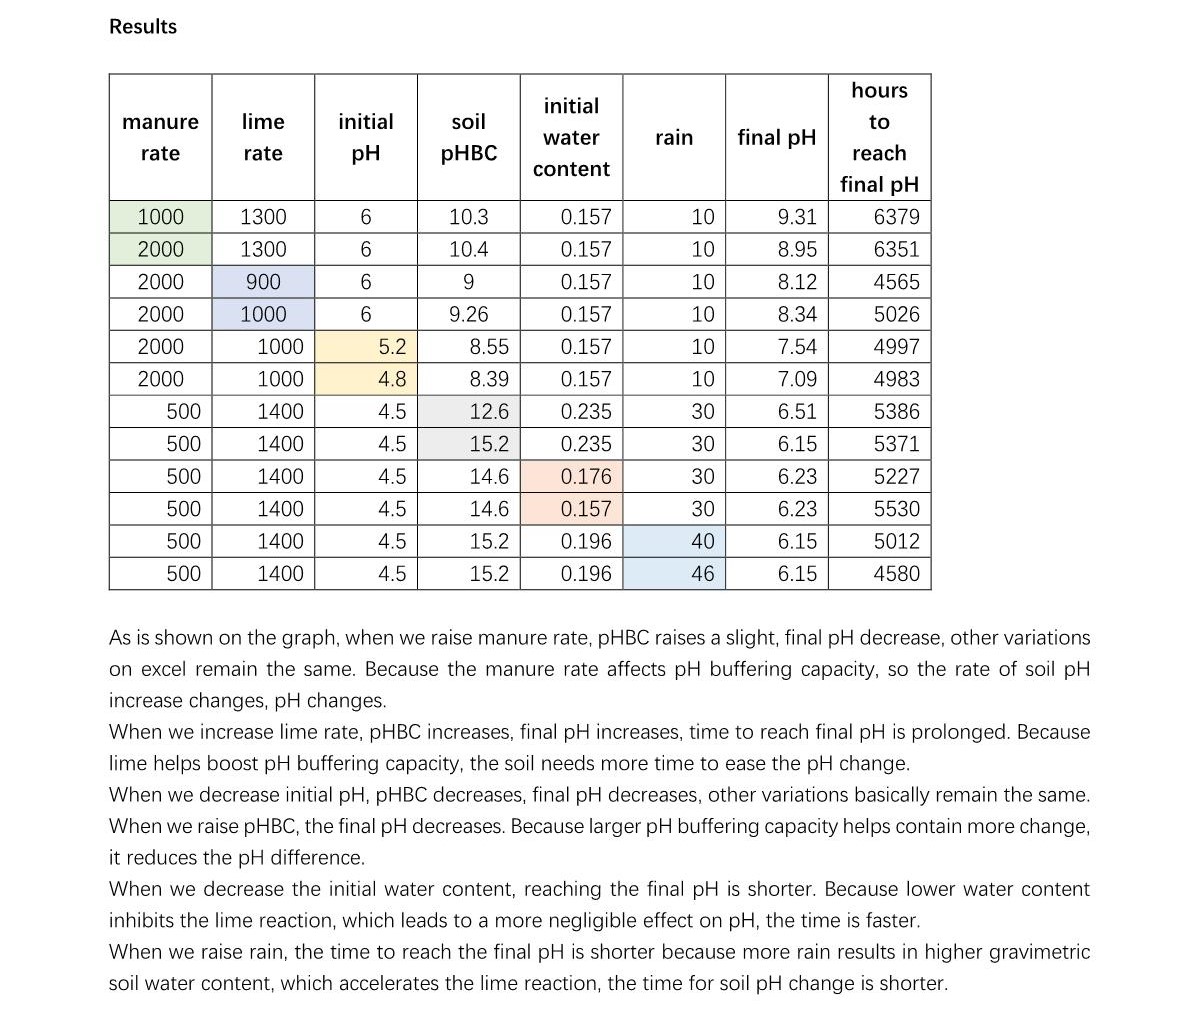 Results
manure rate | lime rate | initial pH | soil pHBC | initial water content | rain | final pH | hours to reach final pH
1000 | 1300 | 6 | 10.3 | 0.157 | 10 | 9.31 | 6379
2000 | 1300 | 6 | 10.4 | 0.157 | 10 | 8.95 | 6351
2000 | 900 | 6 | 9 | 0.157 | 10 | 8.12 | 4565
2000 | 1000 | 6 | 9.26 | 0.157 | 10 | 8.34 | 5026
2000 | 1000 | 5.2 | 8.55 | 0.157 | 10 | 7.54 | 4997
2000 | 1000 | 4.8 | 8.39 | 0.157 | 10 | 7.09 | 4983
500 | 1400 | 4.5 | 12.6 | 0.235 | 30 | 6.51 | 5386
500 | 1400 | 4.5 | 15.2 | 0.235 | 30 | 6.15 | 5371
500 | 1400 | 4.5 | 14.6 | 0.176 | 30 | 6.23 | 5227
500 | 1400 | 4.5 | 14.6 | 0.157 | 30 | 6.23 | 5530
500 | 1400 | 4.5 | 15.2 | 0.196 | 40 | 6.15 | 5012
500 | 1400 | 4.5 | 15.2 | 0.196 | 46 | 6.15 | 4580
As is shown on the graph, when we raise manure rate, pHBC raises a slight, final pH decrease, other variations
on excel remain the same. Because the manure rate affects pH buffering capacity, so the rate of soil pH
increase changes, pH changes.
When we increase lime rate, pHBC increases, final pH increases, time to reach final pH is prolonged. Because
lime helps boost pH buffering capacity, the soil needs more time to ease the pH change.
When we decrease initial pH, pHBC decreases, final pH decreases, other variations basically remain the same.
When we raise pHBC, the final pH decreases. Because larger pH buffering capacity helps contain more change,
it reduces the pH difference.
When we decrease the initial water content, reaching the final pH is shorter. Because lower water content
inhibits the lime reaction, which leads to a more negligible effect on pH, the time is faster.
When we raise rain, the time to reach the final pH is shorter because more rain results in higher gravimetric
soil water content, which accelerates the lime reaction, the time for soil pH change is shorter.